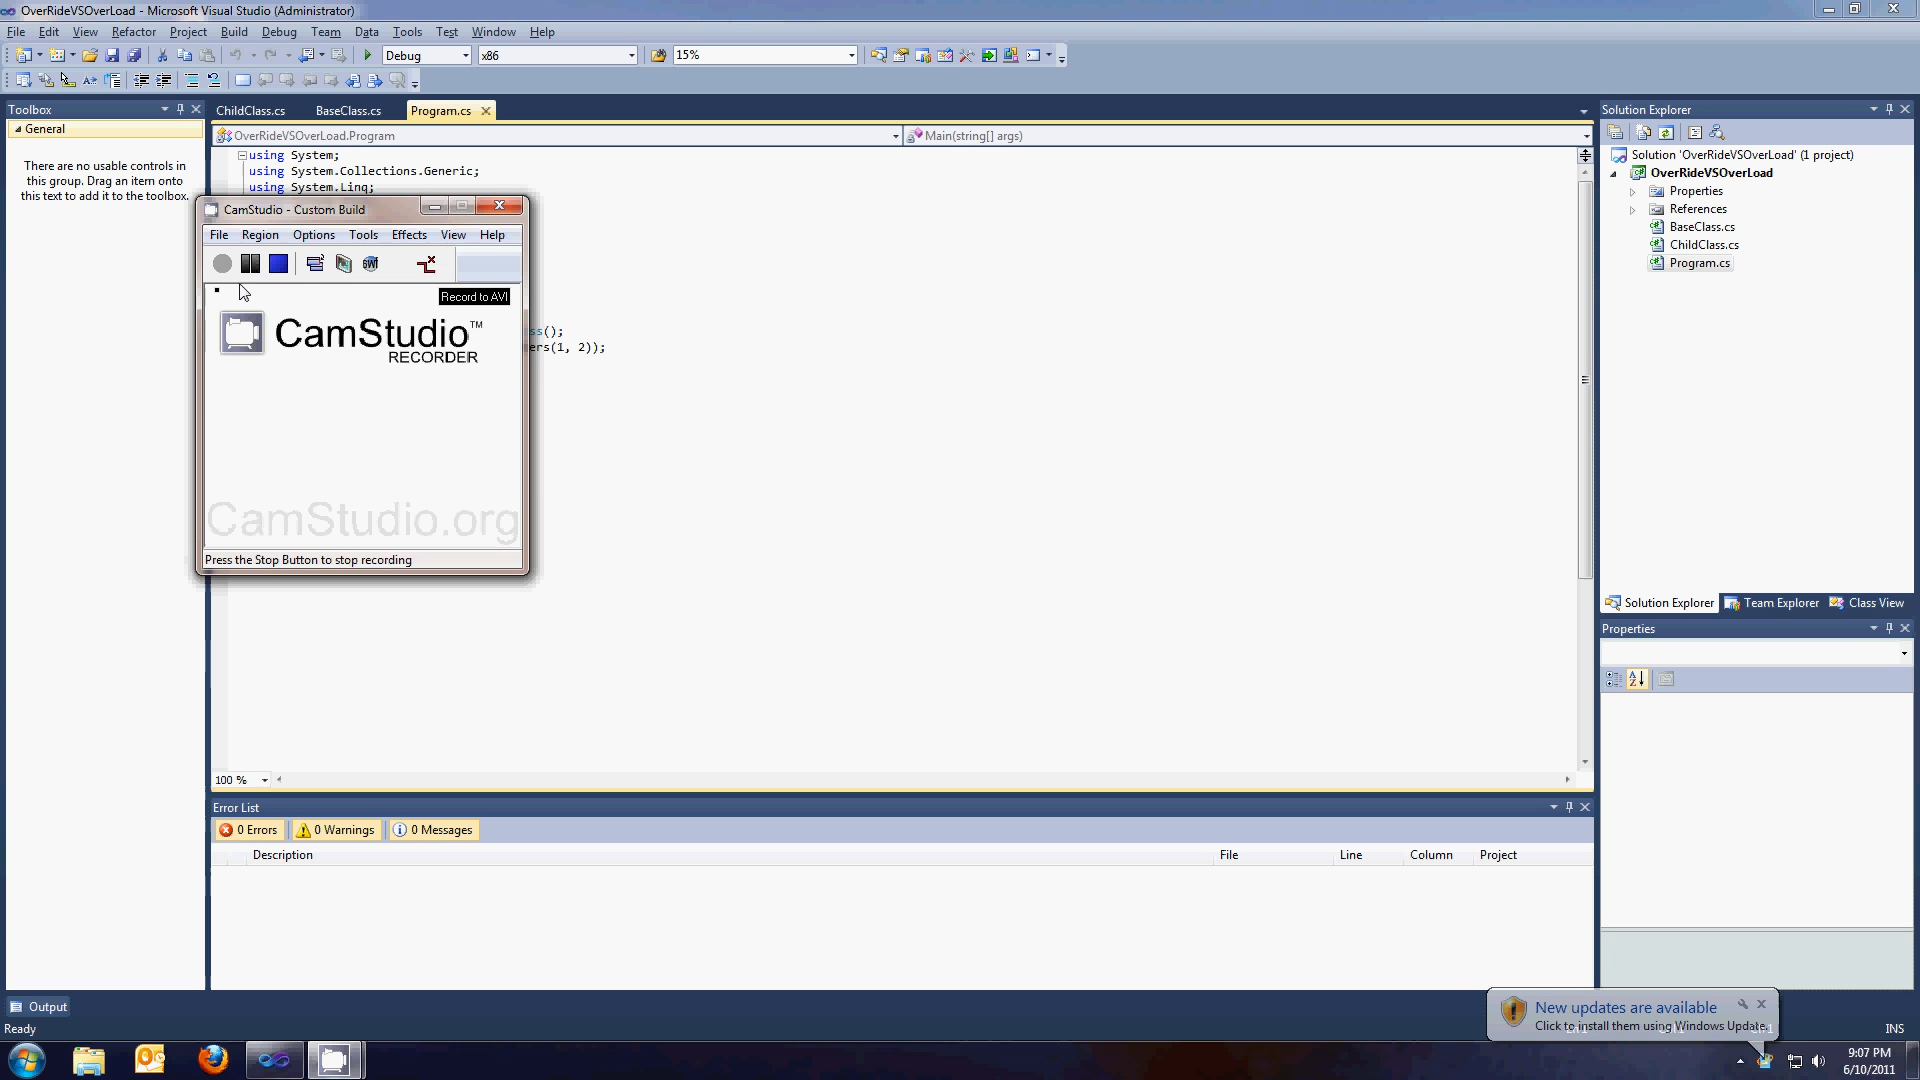 OverRideVSOverLoad - Microsoft Visual Studio (Administrator)
File Edit View Refactor Project Build Debug Team Data Tools Test Window Help
Debug x86 15%
Toolbox
General
There are no usable controls in
this group. Drag an item onto
this text to add it to the toolbox.
ChildClass.cs BaseClass.cs Program.cs
OverRideVSOverLoad.Program Main(string[] args)
using System;
using System.Collections.Generic;
using System.Linq;
ss();
ers(1, 2));
CamStudio - Custom Build
File Region Options Tools Effects View Help
Record to AVI
CamStudio™
RECORDER
CamStudio.org
Press the Stop Button to stop recording
100 %
Error List
0 Errors 0 Warnings 0 Messages
Description File Line Column Project
Solution Explorer
Solution 'OverRideVSOverLoad' (1 project)
OverRideVSOverLoad
Properties
References
BaseClass.cs
ChildClass.cs
Program.cs
Solution Explorer Team Explorer Class View
Properties
Output
Ready
INS
New updates are available
Click to install them using Windows Update.
9:07 PM
6/10/2011